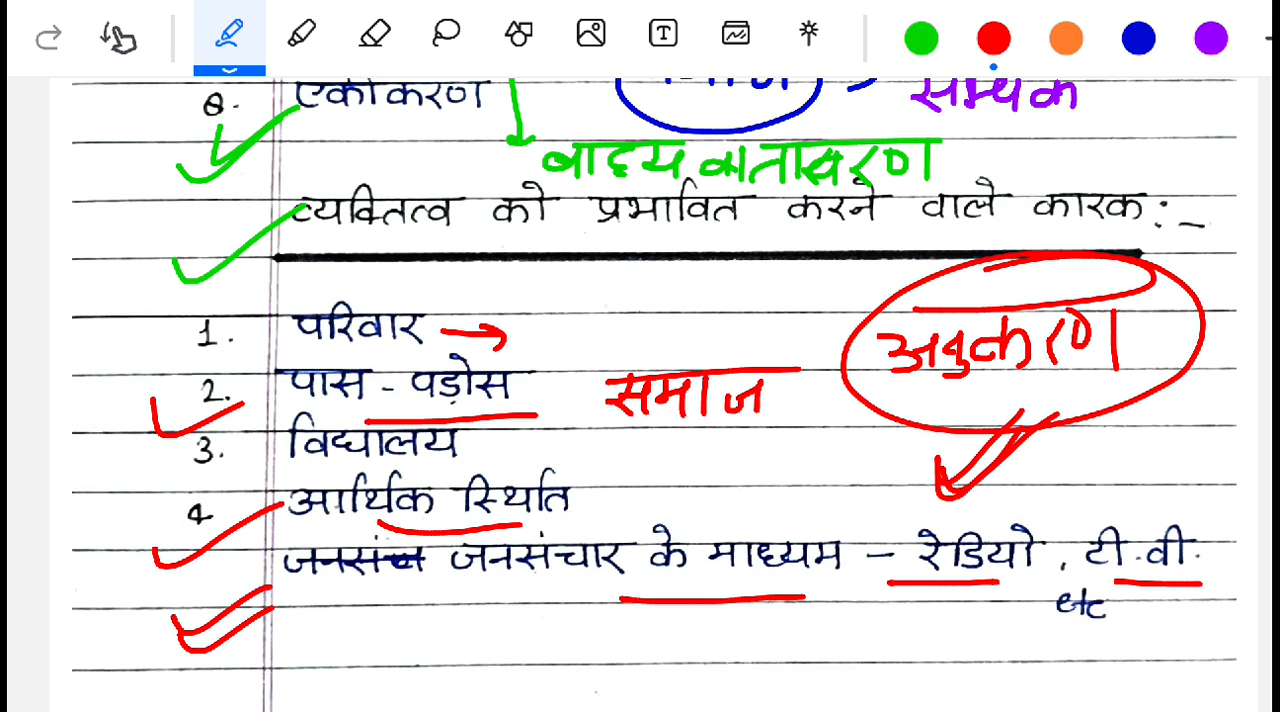 8. एकीकरण सम्यक
बाह्य वातावरण
व्यक्तित्व को प्रभावित करने वाले कारक :-
1. परिवार → अनुकरण
2. पास - पड़ोस समाज
3. विद्यालय
4 आर्थिक स्थिति
जनसंचार के माध्यम - रेडियो , टी.वी.
etc